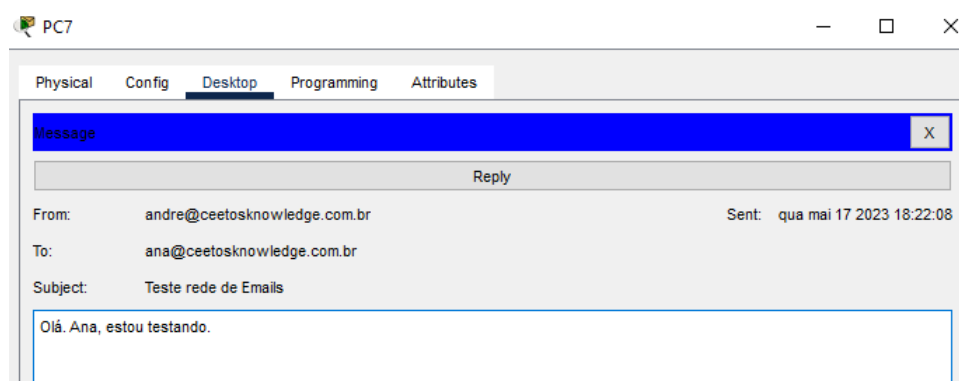 PC7
Physical Config Desktop Programming Attributes
Message X
Reply
From: andre@ceetosknowledge.com.br Sent: qua mai 17 2023 18:22:08
To: ana@ceetosknowledge.com.br
Subject: Teste rede de Emails
Olá. Ana, estou testando.